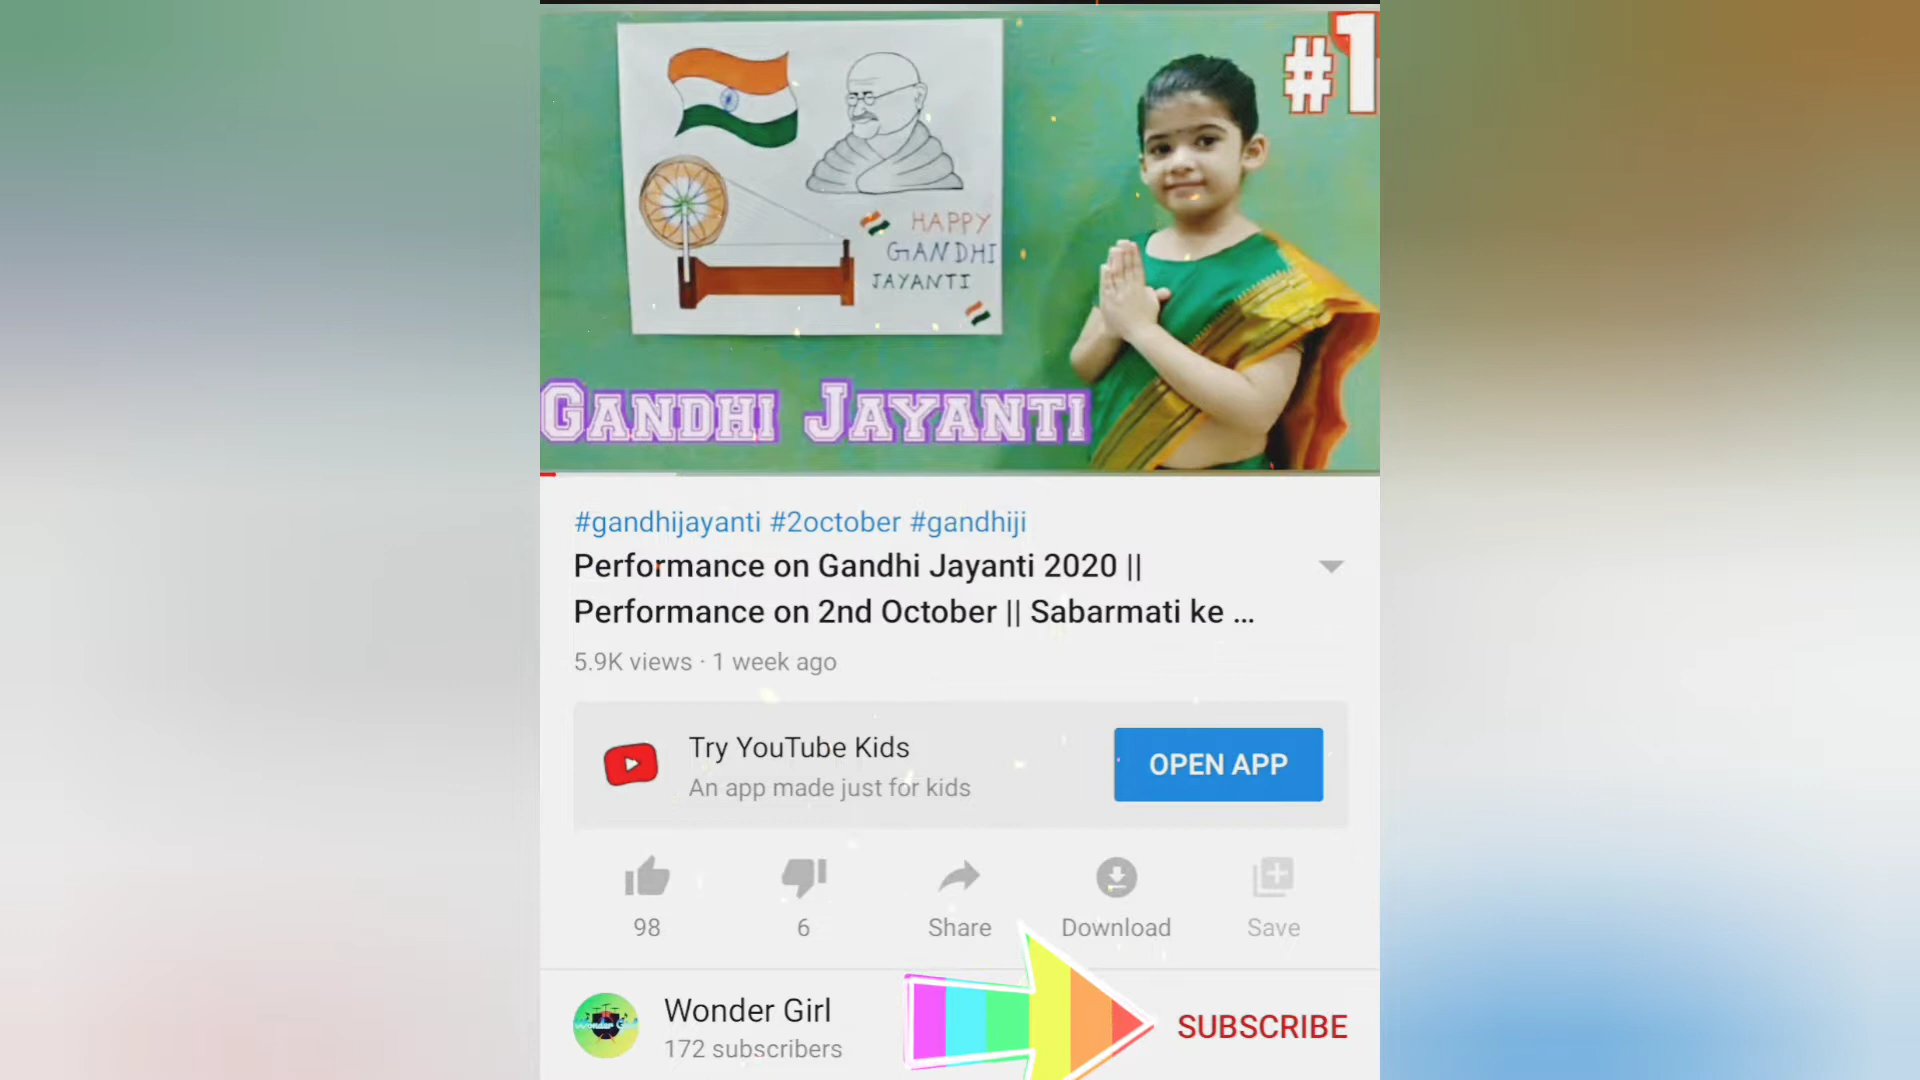 #1
HAPPY
GANDHI
JAYANTI
GANDHI JAYANTI
#gandhijayanti #2october #gandhiji
Performance on Gandhi Jayanti 2020 ||
Performance on 2nd October || Sabarmati ke ...
5.9K views · 1 week ago
Try YouTube Kids
An app made just for kids
OPEN APP
98
6
Share
Download
Save
Wonder Girl
Wonder Girl
172 subscribers
SUBSCRIBE